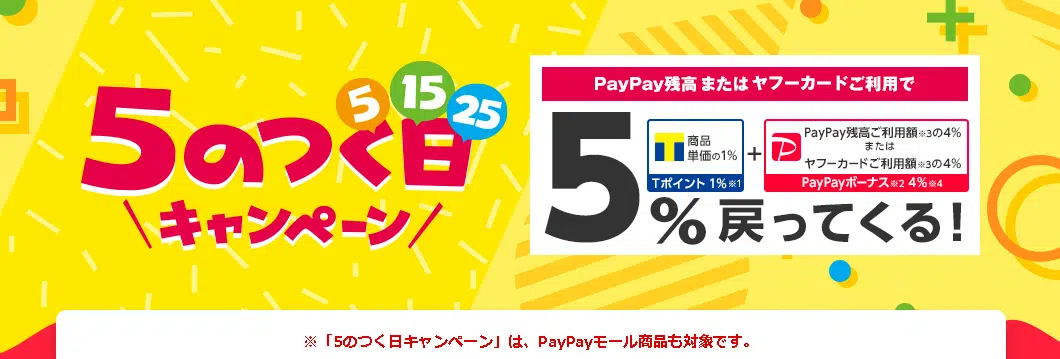 5のつく日
5
15
25
キャンペーン
PayPay残高 または ヤフーカードご利用で
5%戻ってくる!
T
商品
単価の1%
Tポイント 1%※1
+
P
PayPay残高ご利用額※3の4%
または
ヤフーカードご利用額※3の4%
PayPayボーナス※2 4%※4
※「5のつく日キャンペーン」は、PayPayモール商品も対象です。